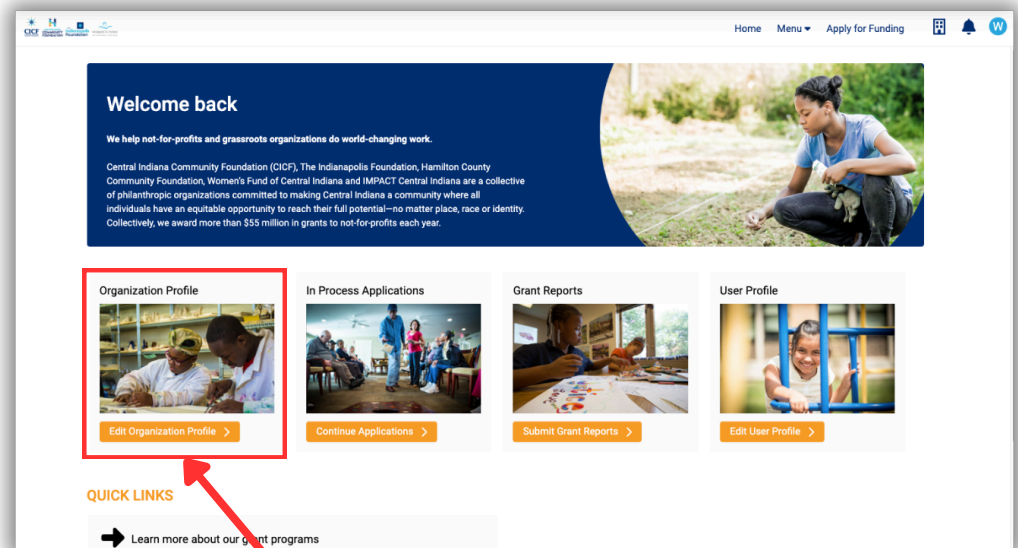 CICF
Home Menu Apply for Funding
W
Welcome back
We help not-for-profits and grassroots organizations do world-changing work.
Central Indiana Community Foundation (CICF), The Indianapolis Foundation, Hamilton County
Community Foundation, Women's Fund of Central Indiana and IMPACT Central Indiana are a collective
of philanthropic organizations committed to making Central Indiana a community where all
individuals have an equitable opportunity to reach their full potential—no matter place, race or identity.
Collectively, we award more than $55 million in grants to not-for-profits each year.
Organization Profile
In Process Applications
Grant Reports
User Profile
Edit Organization Profile
Continue Applications
Submit Grant Reports
Edit User Profile
QUICK LINKS
Learn more about our grant programs